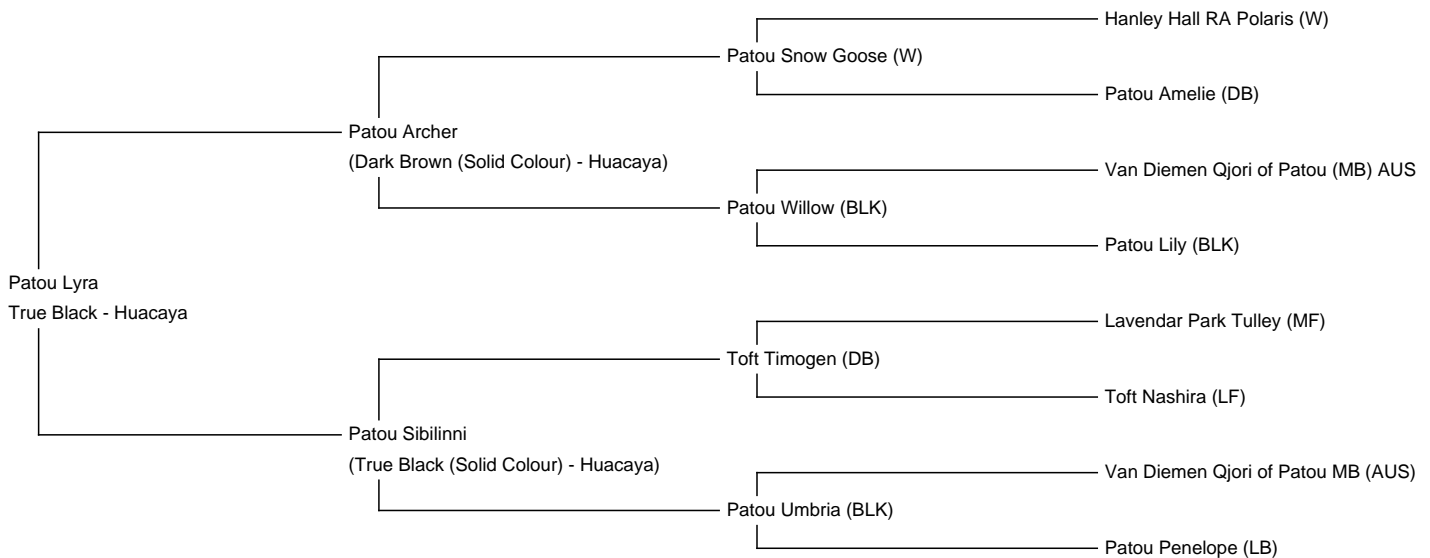 Hanley Hall RA Polaris (W)
Patou Snow Goose (W)
Patou Amelie (DB)
Patou Archer
(Dark Brown (Solid Colour) - Huacaya)
Van Diemen Qjori of Patou (MB) AUS
Patou Willow (BLK)
Patou Lily (BLK)
Patou Lyra
True Black - Huacaya
Lavendar Park Tulley (MF)
Toft Timogen (DB)
Toft Nashira (LF)
Patou Sibilinni
(True Black (Solid Colour) - Huacaya)
Van Diemen Qjori of Patou MB (AUS)
Patou Umbria (BLK)
Patou Penelope (LB)